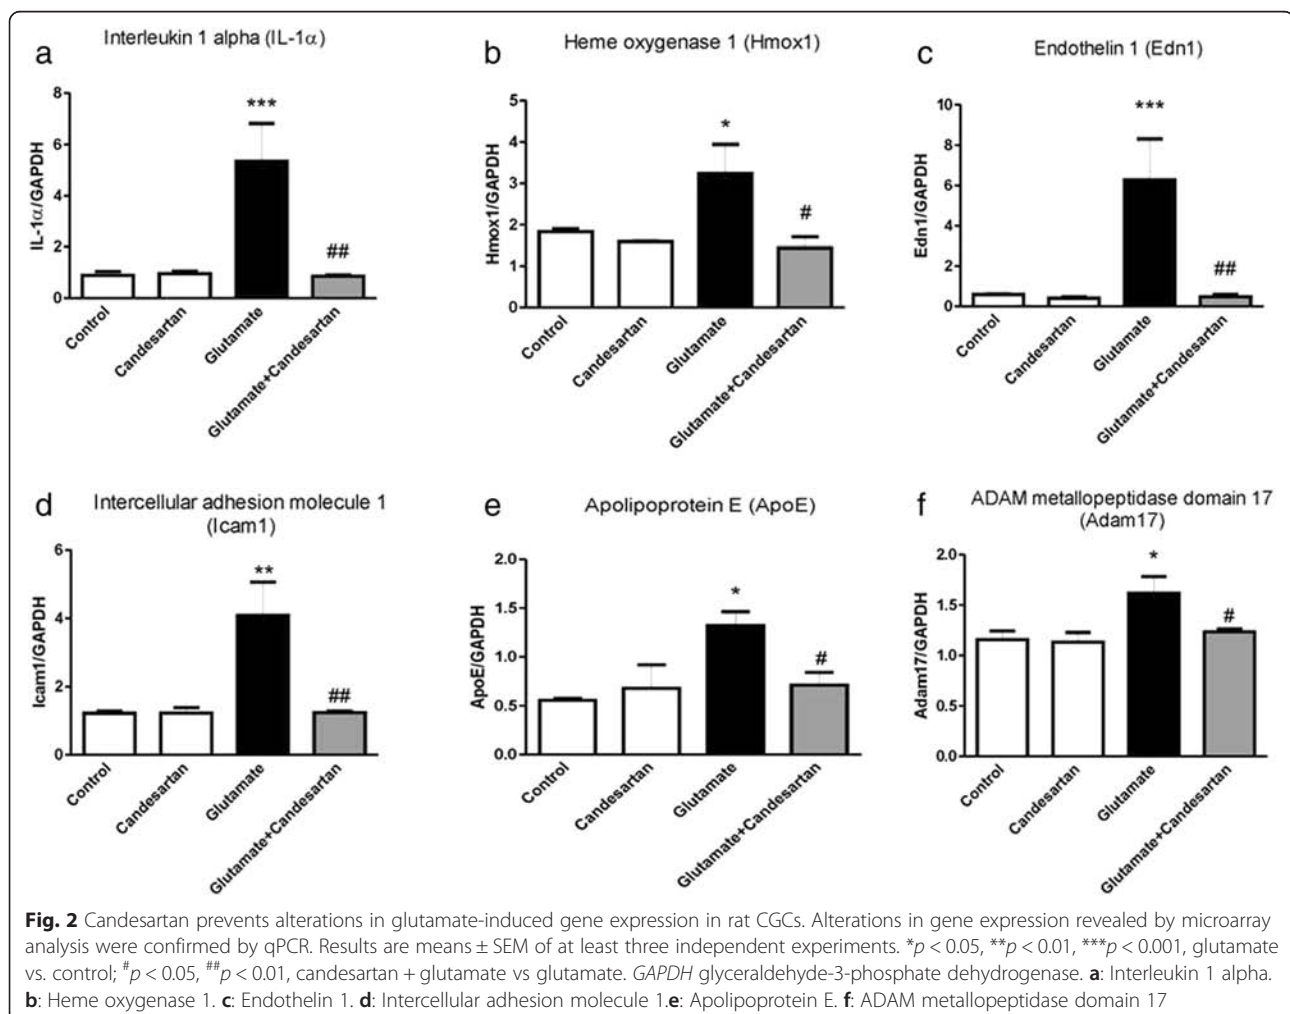 a
Interleukin 1 alpha (IL-1α)
IL-1α/GAPDH
8
6
4
2
0
***
##
Control
Candesartan
Glutamate
Glutamate+Candesartan
b
Heme oxygenase 1 (Hmox1)
Hmox1/GAPDH
5
4
3
2
1
0
*
#
Control
Candesartan
Glutamate
Glutamate+Candesartan
c
Endothelin 1 (Edn1)
Edn1/GAPDH
10
8
6
4
2
0
***
##
Control
Candesartan
Glutamate
Glutamate+Candesartan
d
Intercellular adhesion molecule 1
(Icam1)
Icam1/GAPDH
6
4
2
0
**
##
Control
Candesartan
Glutamate
Glutamate+Candesartan
e
Apolipoprotein E (ApoE)
ApoE/GAPDH
2.0
1.5
1.0
0.5
0.0
*
#
Control
Candesartan
Glutamate
Glutamate+Candesartan
f
ADAM metallopeptidase domain 17
(Adam17)
Adam17/GAPDH
2.0
1.5
1.0
0.5
0.0
*
#
Control
Candesartan
Glutamate
Glutamate+Candesartan
Fig. 2 Candesartan prevents alterations in glutamate-induced gene expression in rat CGCs. Alterations in gene expression revealed by microarray
analysis were confirmed by qPCR. Results are means ± SEM of at least three independent experiments. *p < 0.05, **p < 0.01, ***p < 0.001, glutamate
vs. control; #p < 0.05, ##p < 0.01, candesartan + glutamate vs glutamate. GAPDH glyceraldehyde-3-phosphate dehydrogenase. a: Interleukin 1 alpha.
b: Heme oxygenase 1. c: Endothelin 1. d: Intercellular adhesion molecule 1.e: Apolipoprotein E. f: ADAM metallopeptidase domain 17